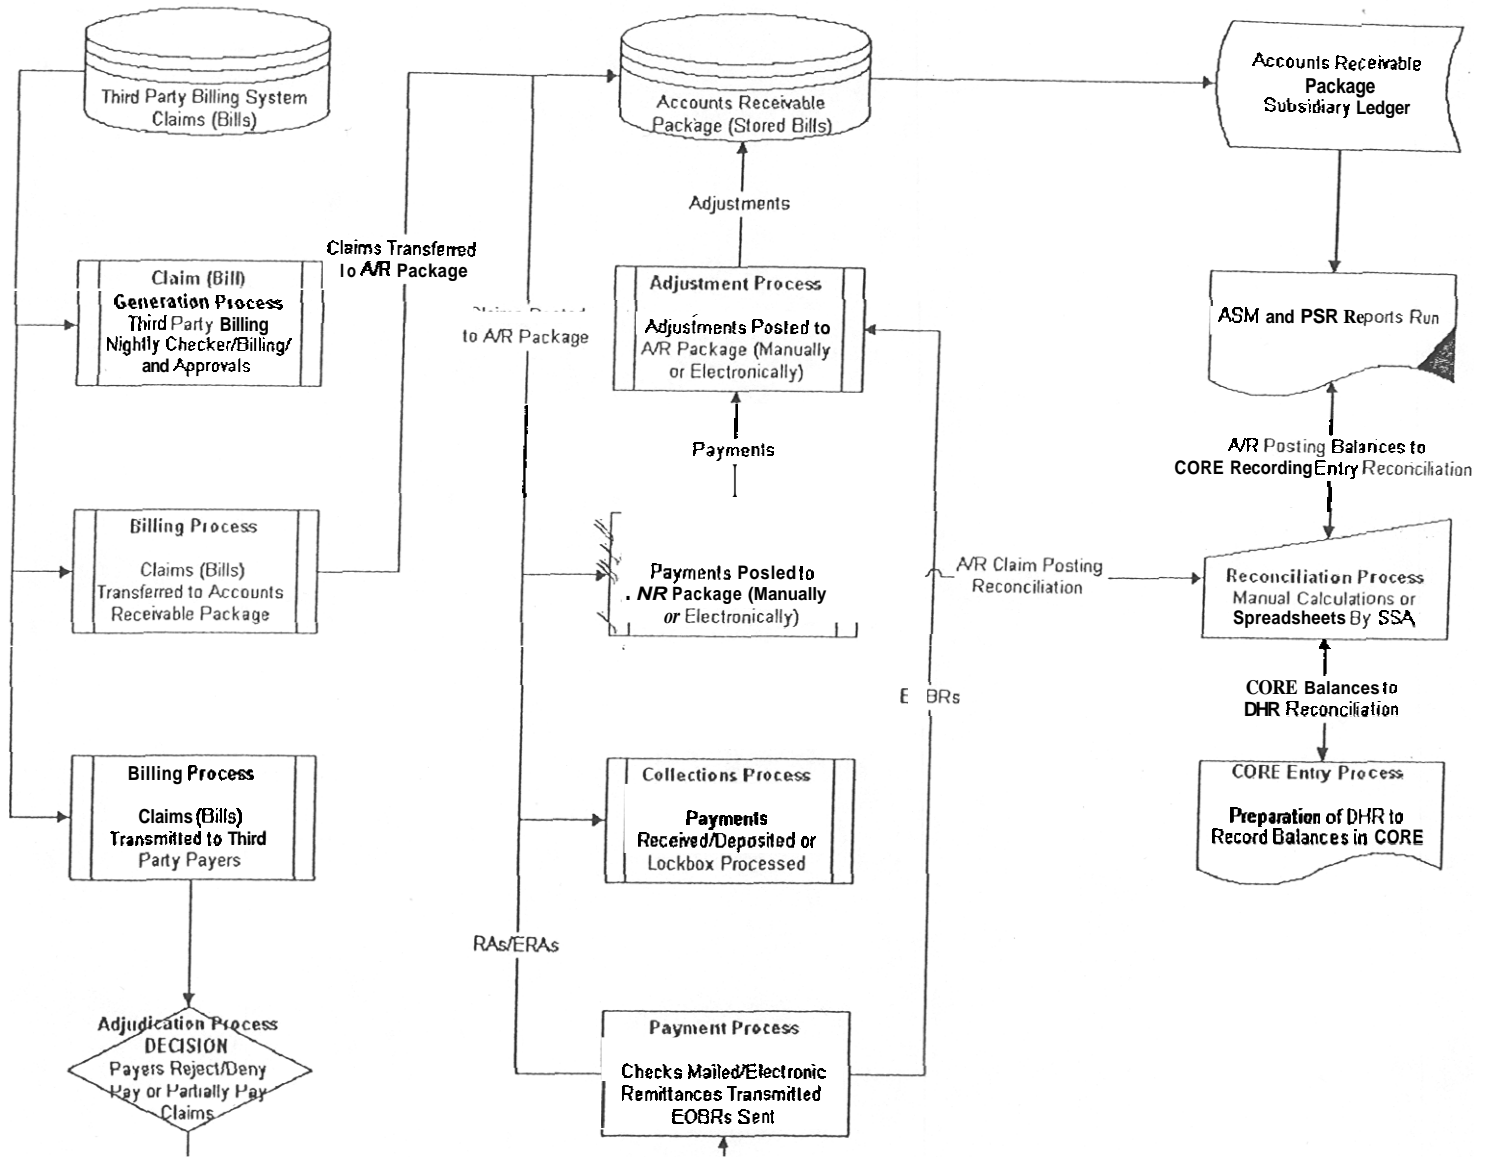 Third Party Billing System
Claims (Bills)
Claim (Bill)
Generation Process
Third Party Billing
Nightly Checker/Billing/
and Approvals
Billing Process
Claims (Bills)
Transferred to Accounts
Receivable Package
Billing Process
Claims (Bills)
Transmitted to Third
Party Payers
Adjudication Process
DECISION
Payers Reject/Deny
Pay or Partially Pay
Claims
Claims Transferred
to A/R Package
to A/R Package
RAs/ERAs
Accounts Receivable
Package (Stored Bills)
Adjustments
Adjustment Process
Adjustments Posted to
A/R Package (Manually
or Electronically)
Payments
Payments Posted to
. NR Package (Manually
or Electronically)
Collections Process
Payments
Received/Deposited or
Lockbox Processed
Payment Process
Checks Mailed/Electronic
Remittances Transmitted
EOBRs Sent
E BRs
A/R Claim Posting
Reconciliation
Accounts Receivable
Package
Subsidiary Ledger
ASM and PSR Reports Run
A/R Posting Balances to
CORE Recording Entry Reconciliation
Reconciliation Process
Manual Calculations or
Spreadsheets By SSA
CORE Balances to
DHR Reconciliation
CORE Entry Process
Preparation of DHR to
Record Balances in CORE